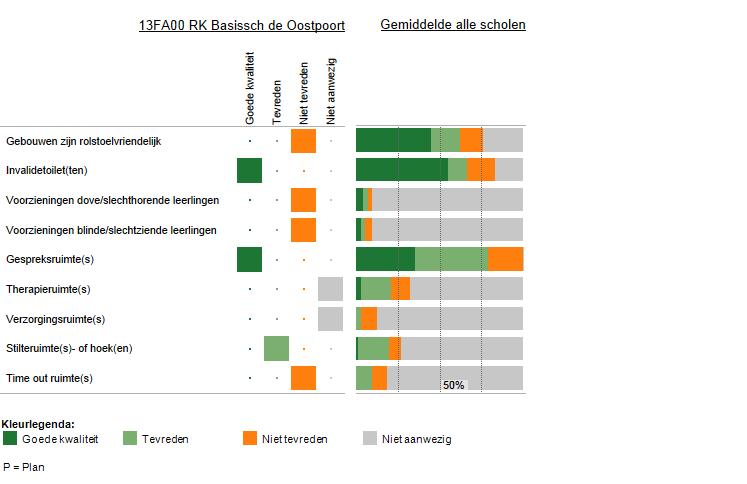 13FA00 RK Basissch de Oostpoort
Gemiddelde alle scholen
Goede kwaliteit
Tevreden
Niet tevreden
Niet aanwezig
Gebouwen zijn rolstoelvriendelijk
Invalidetoilet(ten)
Voorzieningen dove/slechthorende leerlingen
Voorzieningen blinde/slechtziende leerlingen
Gespreksruimte(s)
Therapieruimte(s)
Verzorgingsruimte(s)
Stilteruimte(s)- of hoek(en)
Time out ruimte(s)
50%
Kleurlegenda:
Goede kwaliteit
Tevreden
Niet tevreden
Niet aanwezig
P = Plan